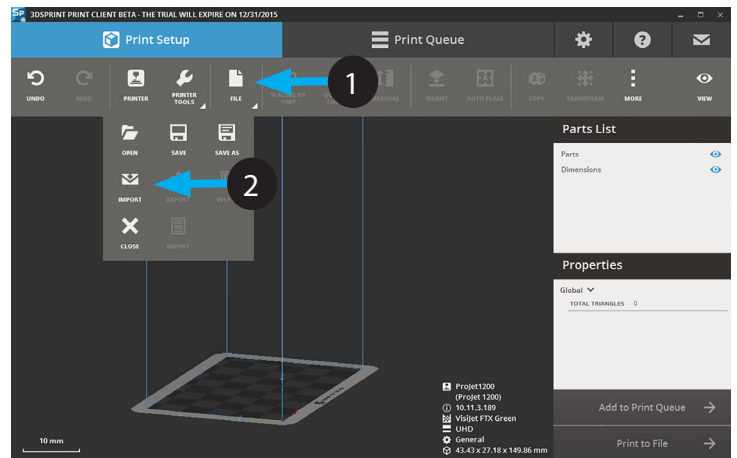 Sp 3DSPRINT PRINT CLIENT BETA - THE TRIAL WILL EXPIRE ON 12/31/2015
Print Setup
Print Queue
UNDO
REDO
PRINTER
PRINTER
TOOLS
FILE
1
UNIT
MEASURE
ORIENT
AUTO PLACE
COPY
TRANSFORM
MORE
VIEW
OPEN
SAVE
SAVE AS
IMPORT
EXPORT
2
CLOSE
REPORT
Parts List
Parts
Dimensions
Properties
Global
TOTAL TRIANGLES 0
ProJet1200
(ProJet 1200)
10.11.3.189
VisiJet FTX Green
UHD
General
43.43 x 27.18 x 149.86 mm
10 mm
Add to Print Queue
Print to File